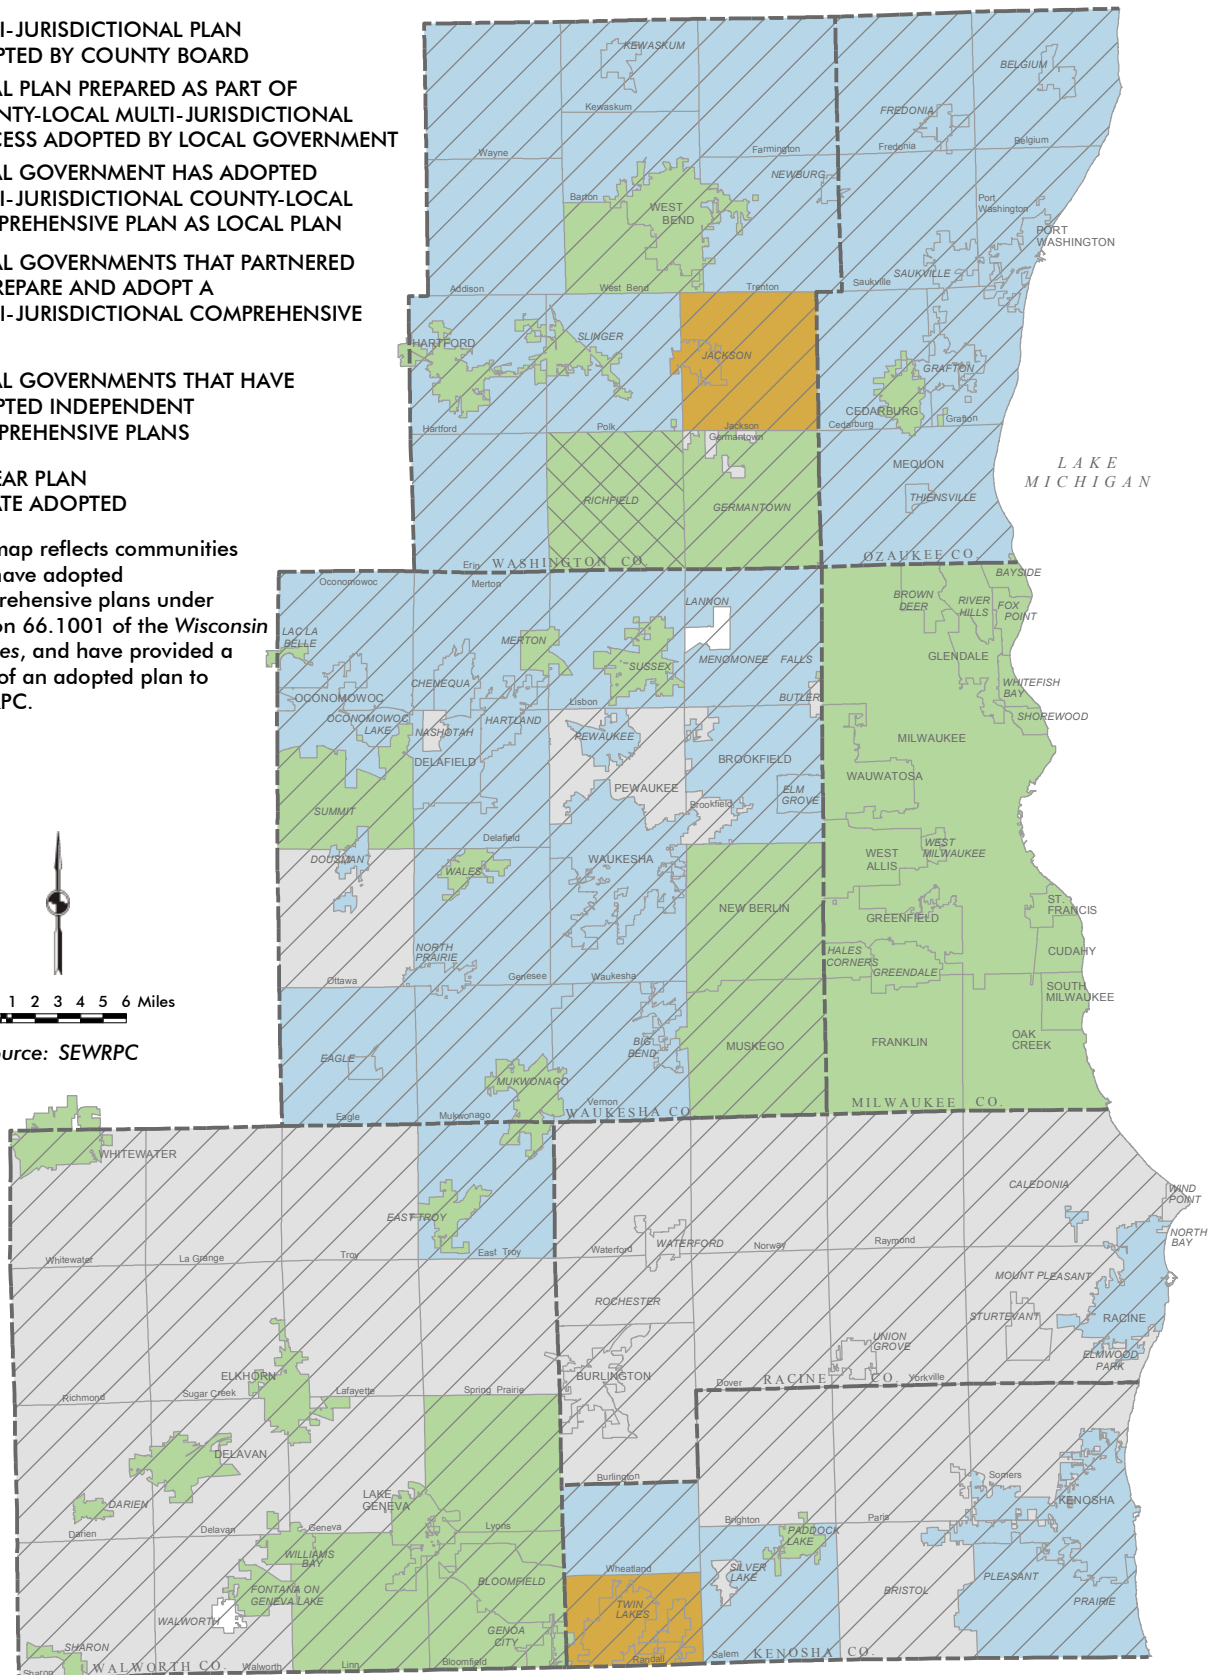 I-JURISDICTIONAL PLAN
PTED BY COUNTY BOARD
AL PLAN PREPARED AS PART OF
NTY-LOCAL MULTI-JURISDICTIONAL
CESS ADOPTED BY LOCAL GOVERNMENT
AL GOVERNMENT HAS ADOPTED
I-JURISDICTIONAL COUNTY-LOCAL
PREHENSIVE PLAN AS LOCAL PLAN
AL GOVERNMENTS THAT PARTNERED
REPARE AND ADOPT A
I-JURISDICTIONAL COMPREHENSIVE
AL GOVERNMENTS THAT HAVE
PTED INDEPENDENT
PREHENSIVE PLANS
EAR PLAN
ATE ADOPTED
map reflects communities
have adopted
prehensive plans under
on 66.1001 of the Wisconsin
es, and have provided a
of an adopted plan to
PC.
1 2 3 4 5 6 Miles
urce: SEWRPC
KEWASKUM
BELGIUM
Kewaskum
FREDONIA
Wayne
Farmington
Fredonia
Belgium
NEWBURG
Barton
WEST
BEND
Port
Washington
PORT
WASHINGTON
SAUKVILLE
Addison
West Bend
Trenton
Saukville
HARTFORD
SLINGER
JACKSON
GRAFTON
CEDARBURG
Hartford
Polk
Jackson
Germantown
Cedarburg
Grafton
LAKE
MICHIGAN
MEQUON
THIENSVILLE
RICHFIELD
GERMANTOWN
Erin
WASHINGTON CO.
OZAUKEE CO.
Oconomowoc
Merton
BAYSIDE
LANNON
BROWN
DEER
RIVER
HILLS
FOX
POINT
LAC LA
BELLE
MERTON
SUSSEX
MENOMONEE FALLS
GLENDALE
CHENEQUA
WHITEFISH
BAY
OCONOMOWOC
Lisbon
BUTLER
OCONOMOWOC
LAKE
NASHOTAH
HARTLAND
PEWAUKEE
SHOREWOOD
MILWAUKEE
DELAFIELD
BROOKFIELD
WAUWATOSA
PEWAUKEE
ELM
GROVE
Brookfield
SUMMIT
Delafield
DOUSMAN
WALES
WAUKESHA
WEST
ALLIS
WEST
MILWAUKEE
NEW BERLIN
GREENFIELD
ST.
FRANCIS
NORTH
PRAIRIE
HALES
CORNERS
GREENDALE
CUDAHY
Ottawa
Genesee
Waukesha
SOUTH
MILWAUKEE
EAGLE
BIG
BEND
MUSKEGO
FRANKLIN
OAK
CREEK
MUKWONAGO
Eagle
Mukwonago
Vernon
WAUKESHA CO
MILWAUKEE CO.
WHITEWATER
CALEDONIA
WIND
POINT
EAST TROY
NORTH
BAY
Whitewater
La Grange
Troy
East Troy
Waterford
WATERFORD
Norway
Raymond
MOUNT PLEASANT
ROCHESTER
STURTEVANT
RACINE
UNION
GROVE
ELMWOOD
PARK
ELKHORN
BURLINGTON
Richmond
Sugar Creek
Lafayette
Spring Prairie
Dover
RACINE CO.
Yorkville
DELAVAN
Burlington
Somers
KENOSHA
LAKE
GENEVA
DARIEN
Darien
Delavan
Geneva
Lyons
Brighton
Paris
PADDOCK
LAKE
WILLIAMS
BAY
Wheatland
SILVER
LAKE
PLEASANT
PRAIRIE
BLOOMFIELD
FONTANA ON
GENEVA LAKE
TWIN
LAKES
BRISTOL
WALWORTH
GENOA
CITY
SHARON
Sharon
WALWORTH CO.
Walworth
Linn
Bloomfield
Randall
Salem
KENOSHA CO.